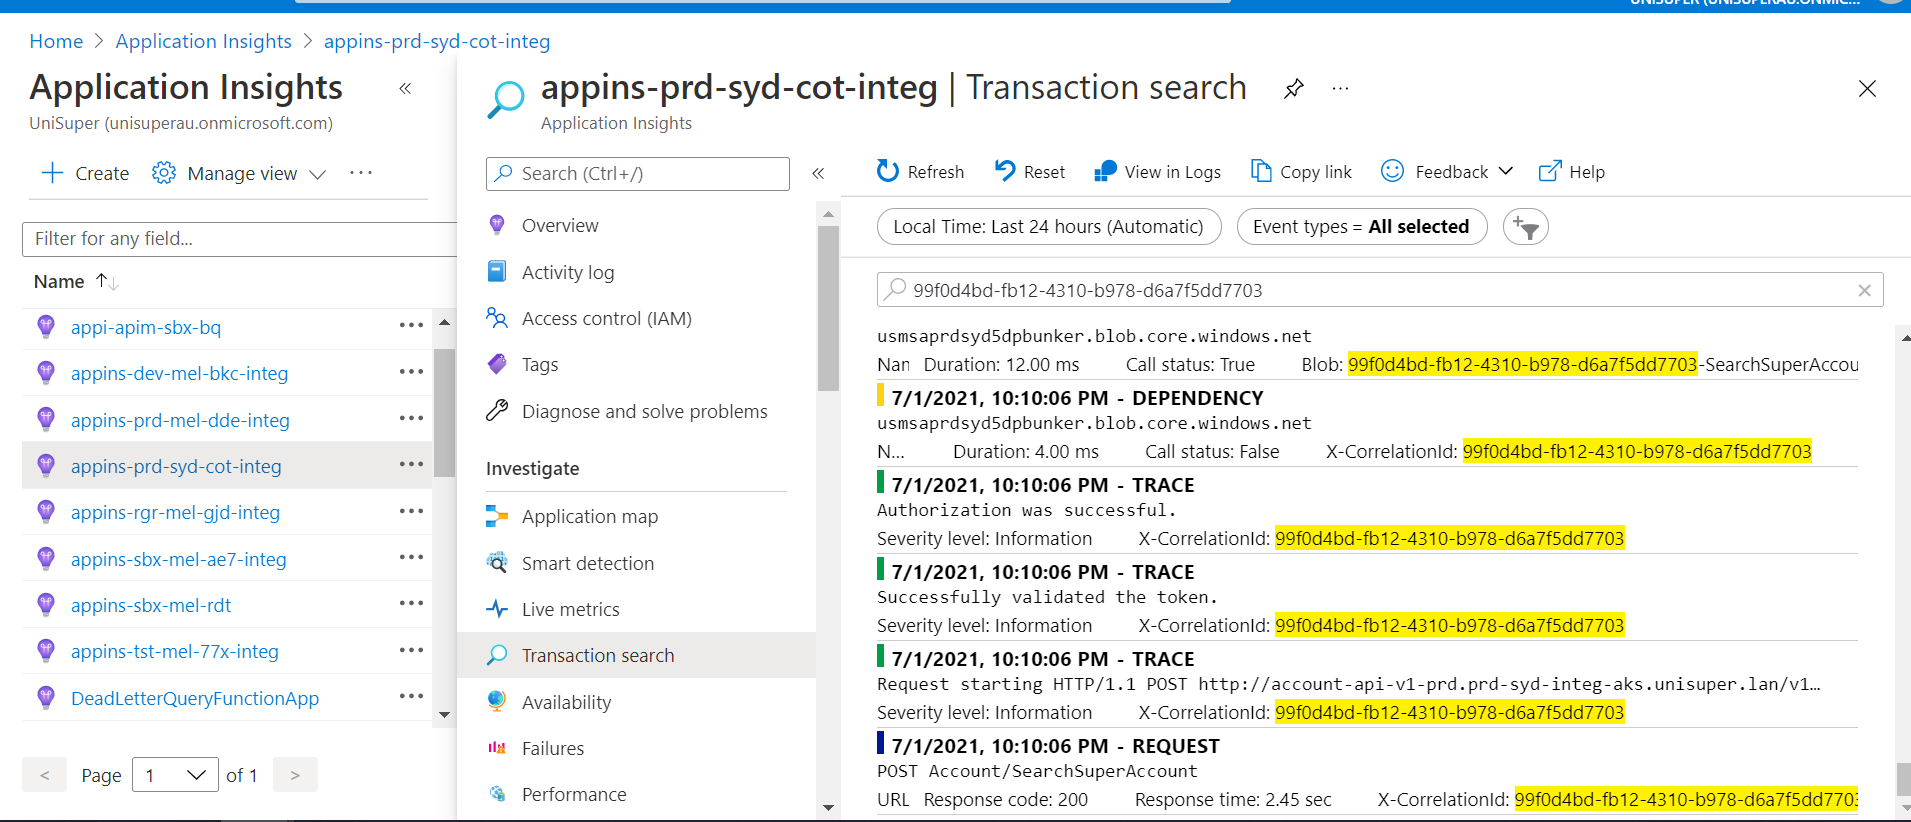 Home > Application Insights > appins-prd-syd-cot-integ
Application Insights «
UniSuper (unisuperau.onmicrosoft.com)
+ Create Manage view ...
Filter for any field...
Name ↑↓
appi-apim-sbx-bq ...
appins-dev-mel-bkc-integ ...
appins-prd-mel-dde-integ ...
appins-prd-syd-cot-integ ...
appins-rgr-mel-gjd-integ ...
appins-sbx-mel-ae7-integ ...
appins-sbx-mel-rdt ...
appins-tst-mel-77x-integ ...
DeadLetterQueryFunctionApp ...
< Page 1 of 1 >
appins-prd-syd-cot-integ | Transaction search ...
Application Insights
Search (Ctrl+/) «
Overview
Activity log
Access control (IAM)
Tags
Diagnose and solve problems
Investigate
Application map
Smart detection
Live metrics
Transaction search
Availability
Failures
Performance
Refresh Reset View in Logs Copy link Feedback Help
Local Time: Last 24 hours (Automatic) Event types = All selected
99f0d4bd-fb12-4310-b978-d6a7f5dd7703
usmsaprdsyd5dpbunker.blob.core.windows.net
Nan Duration: 12.00 ms Call status: True Blob: 99f0d4bd-fb12-4310-b978-d6a7f5dd7703-SearchSuperAccou
7/1/2021, 10:10:06 PM - DEPENDENCY
usmsaprdsyd5dpbunker.blob.core.windows.net
N... Duration: 4.00 ms Call status: False X-CorrelationId: 99f0d4bd-fb12-4310-b978-d6a7f5dd7703
7/1/2021, 10:10:06 PM - TRACE
Authorization was successful.
Severity level: Information X-CorrelationId: 99f0d4bd-fb12-4310-b978-d6a7f5dd7703
7/1/2021, 10:10:06 PM - TRACE
Successfully validated the token.
Severity level: Information X-CorrelationId: 99f0d4bd-fb12-4310-b978-d6a7f5dd7703
7/1/2021, 10:10:06 PM - TRACE
Request starting HTTP/1.1 POST http://account-api-v1-prd.prd-syd-integ-aks.unisuper.lan/v1...
Severity level: Information X-CorrelationId: 99f0d4bd-fb12-4310-b978-d6a7f5dd7703
7/1/2021, 10:10:06 PM - REQUEST
POST Account/SearchSuperAccount
URL Response code: 200 Response time: 2.45 sec X-CorrelationId: 99f0d4bd-fb12-4310-b978-d6a7f5dd7703